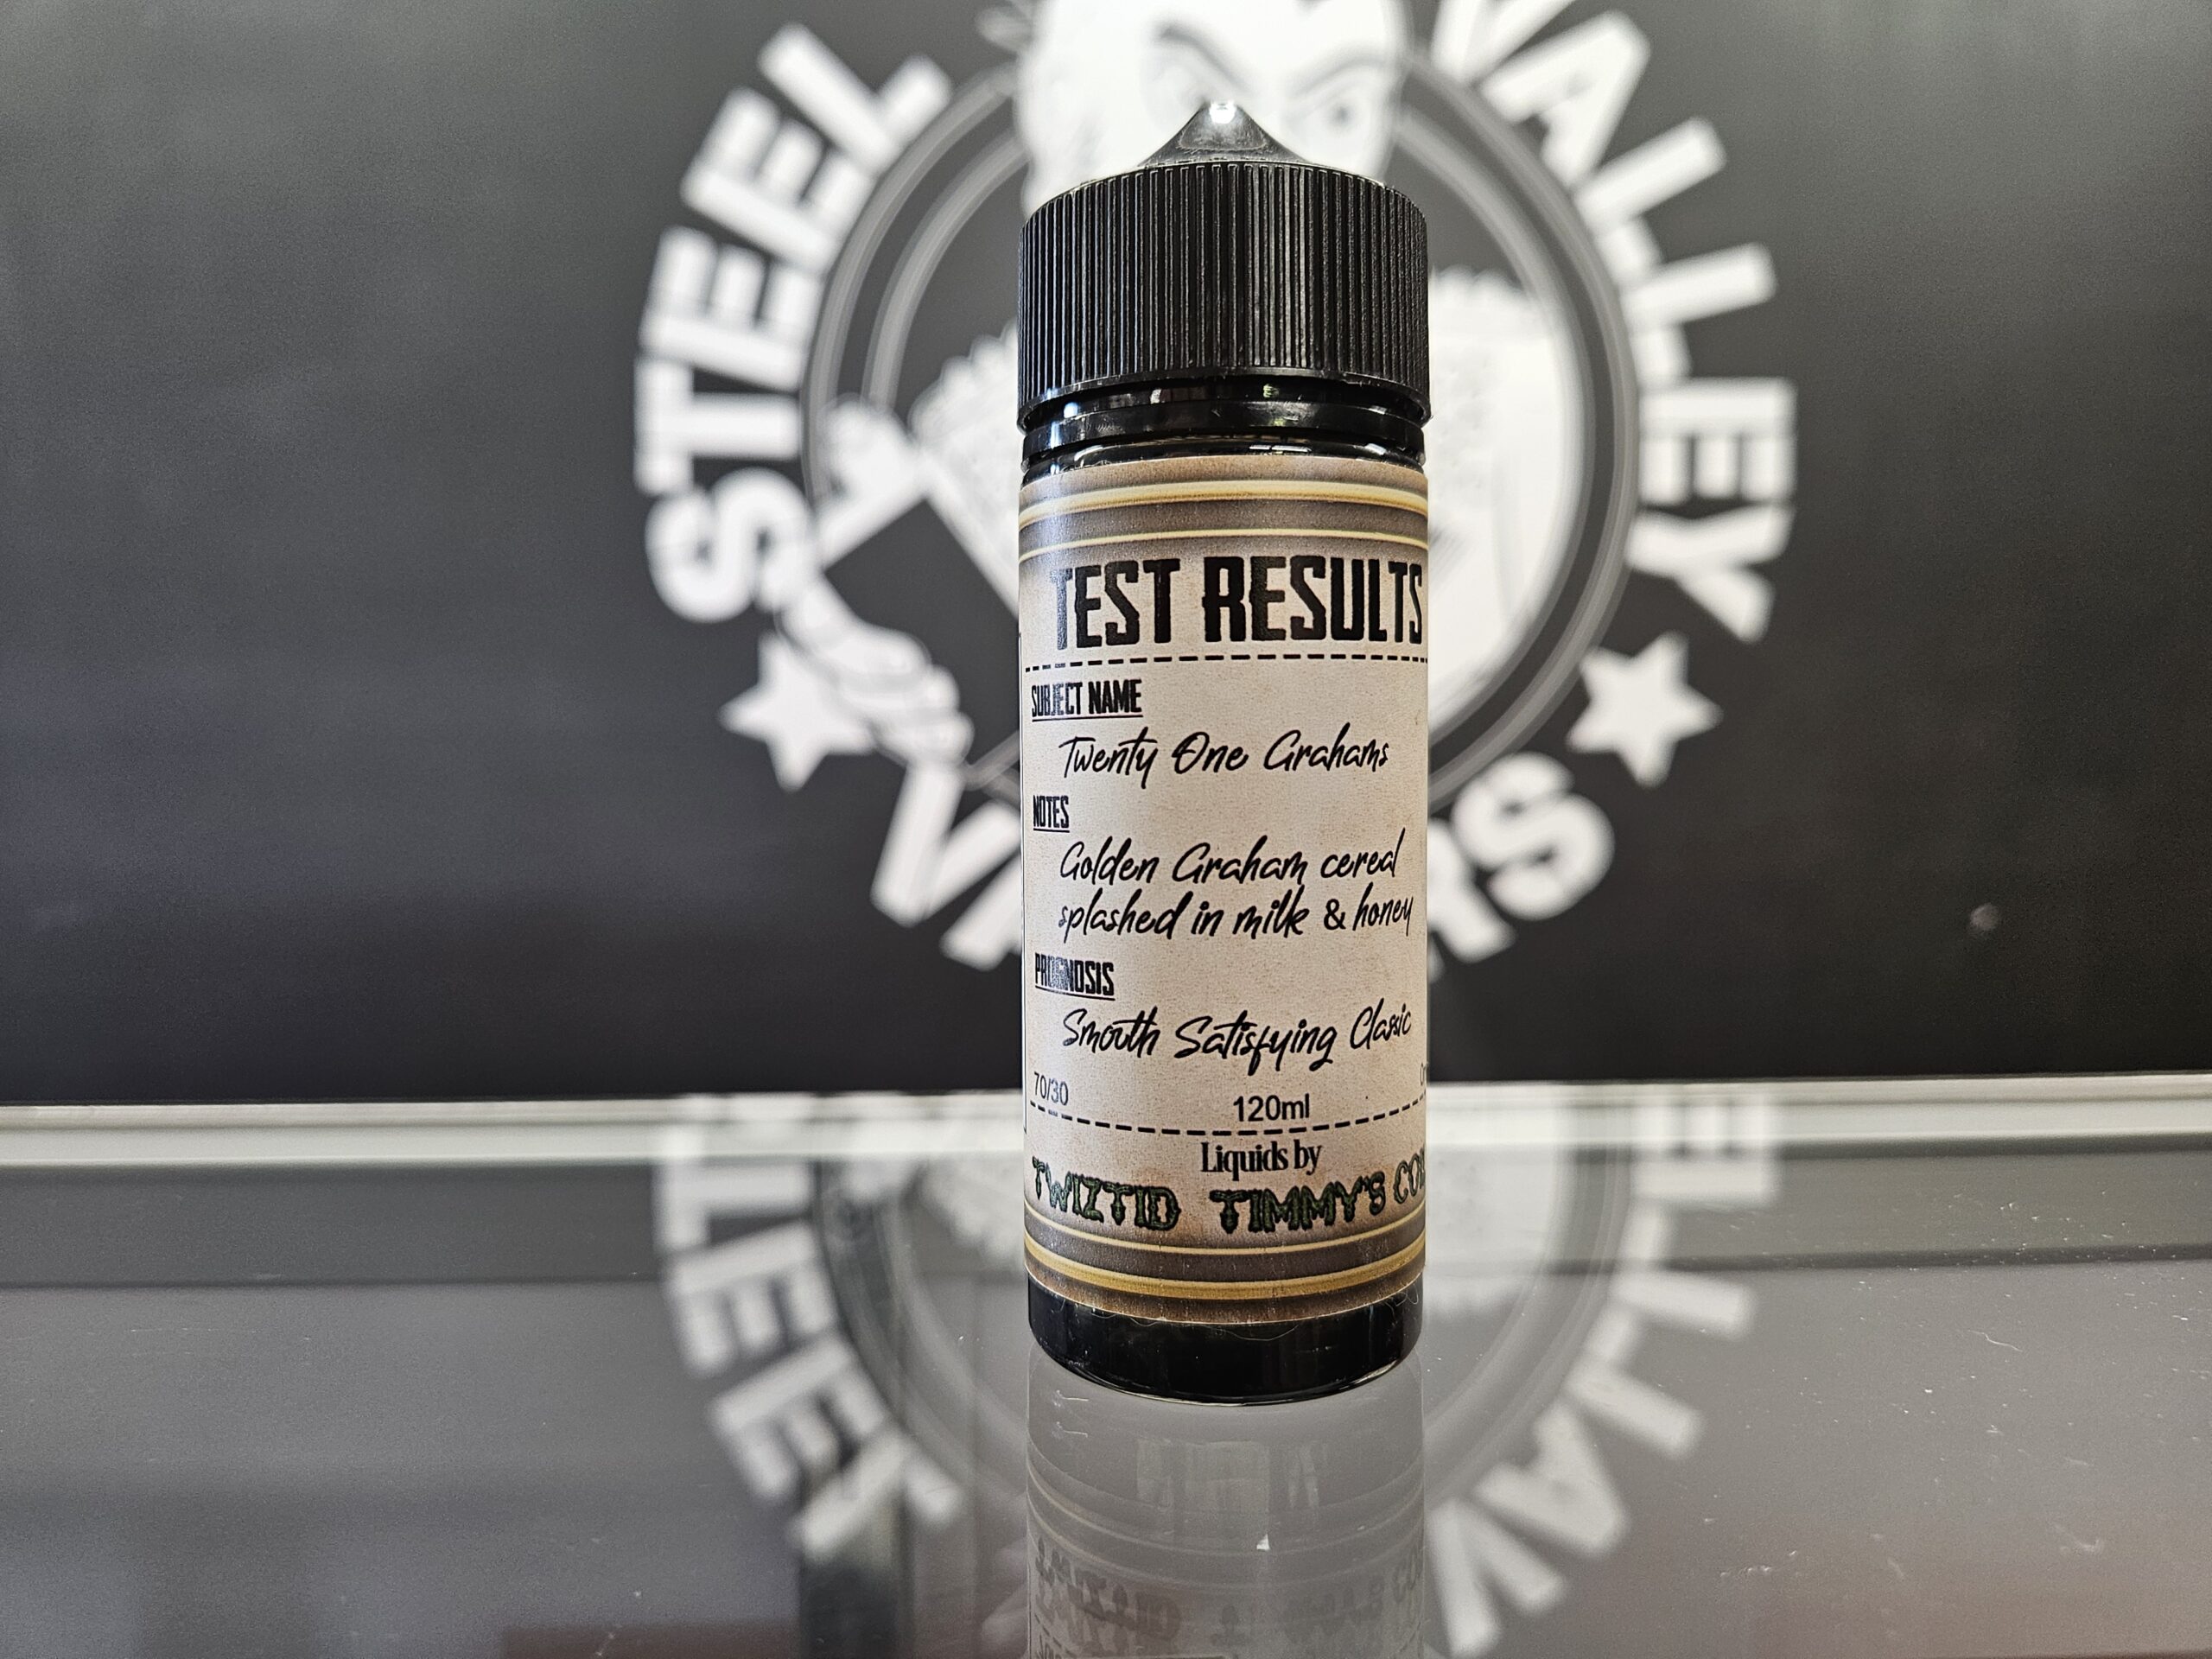 STEEL VALLEY
TEST RESULTS
SUBJECT NAME
Twenty One Grahams
NOTES
Golden Graham cereal
splashed in milk & honey
PROGNOSIS
Smooth Satisfying Classic
70/30
120ml
Liquids by
TWIZTID TIMMY'S